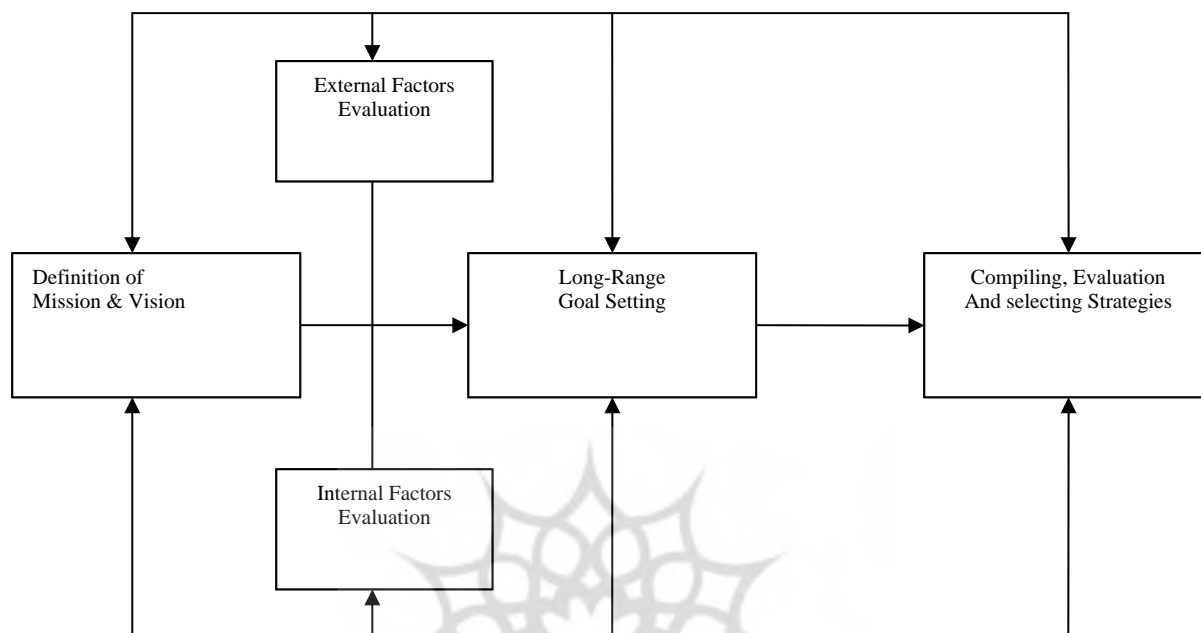 External Factors
Evaluation
Definition of
Mission & Vision
Long-Range
Goal Setting
Compiling, Evaluation
And selecting Strategies
Internal Factors
Evaluation